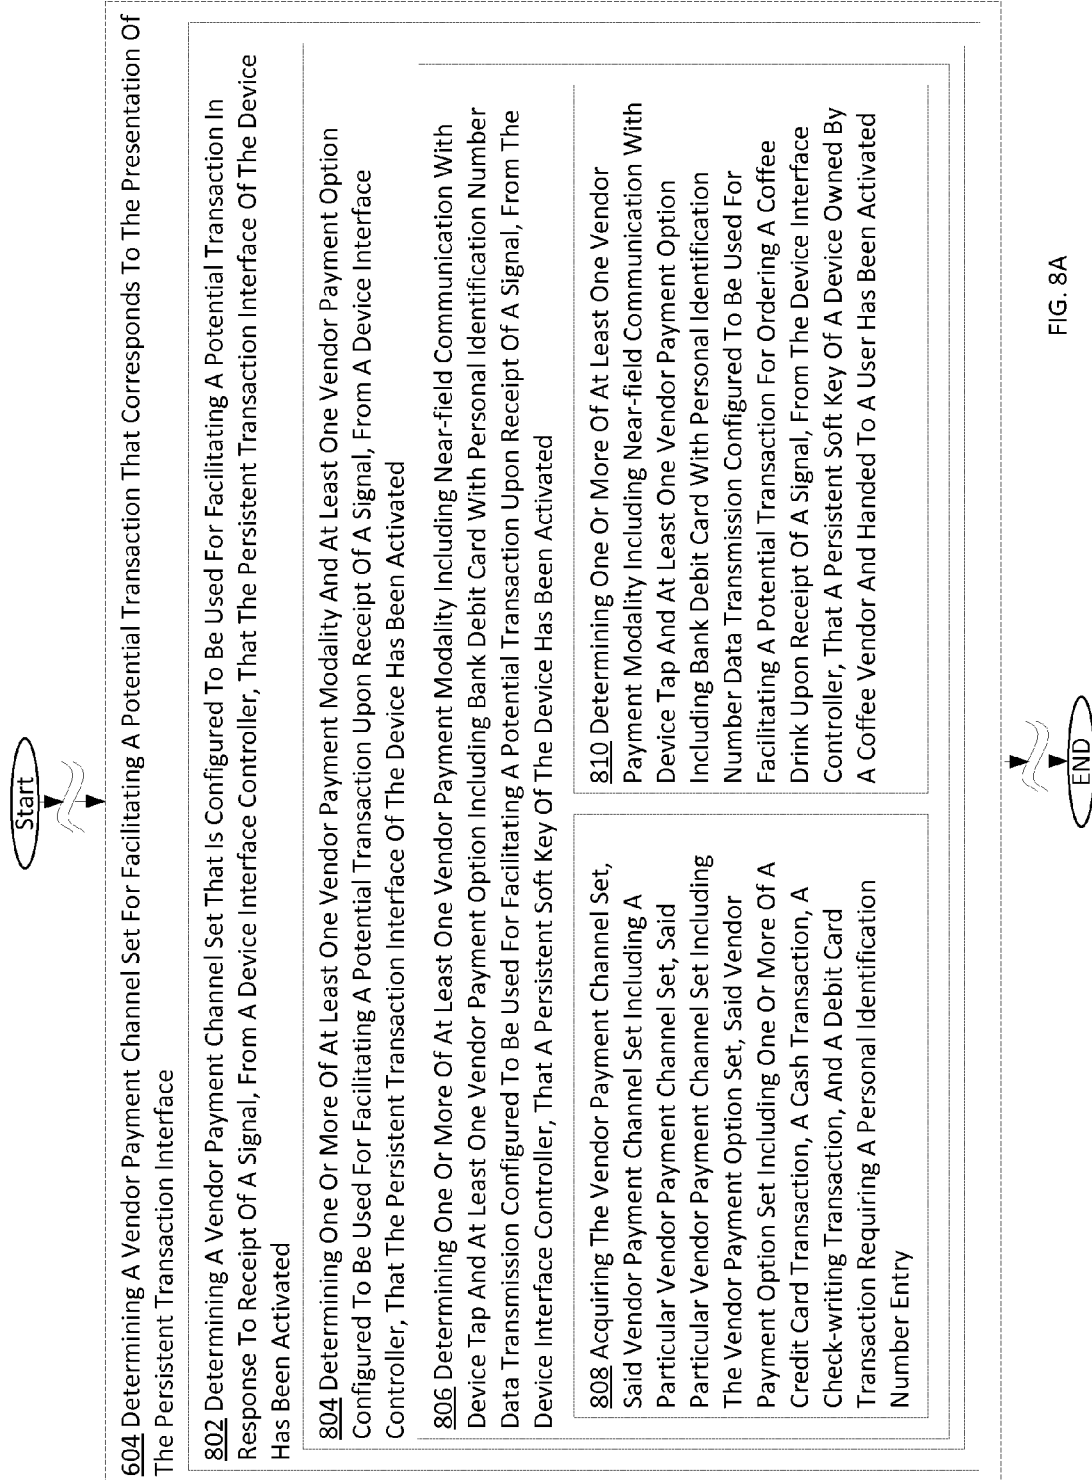 Start
604 Determining A Vendor Payment Channel Set For Facilitating A Potential Transaction That Corresponds To The Presentation Of
The Persistent Transaction Interface
802 Determining A Vendor Payment Channel Set That Is Configured To Be Used For Facilitating A Potential Transaction In
Response To Receipt Of A Signal, From A Device Interface Controller, That The Persistent Transaction Interface Of The Device
Has Been Activated
804 Determining One Or More Of At Least One Vendor Payment Modality And At Least One Vendor Payment Option
Configured To Be Used For Facilitating A Potential Transaction Upon Receipt Of A Signal, From A Device Interface
Controller, That The Persistent Transaction Interface Of The Device Has Been Activated
806 Determining One Or More Of At Least One Vendor Payment Modality Including Near-field Communication With
Device Tap And At Least One Vendor Payment Option Including Bank Debit Card With Personal Identification Number
Data Transmission Configured To Be Used For Facilitating A Potential Transaction Upon Receipt Of A Signal, From The
Device Interface Controller, That A Persistent Soft Key Of The Device Has Been Activated
808 Acquiring The Vendor Payment Channel Set,
Said Vendor Payment Channel Set Including A
Particular Vendor Payment Channel Set, Said
Particular Vendor Payment Channel Set Including
The Vendor Payment Option Set, Said Vendor
Payment Option Set Including One Or More Of A
Credit Card Transaction, A Cash Transaction, A
Check-writing Transaction, And A Debit Card
Transaction Requiring A Personal Identification
Number Entry
810 Determining One Or More Of At Least One Vendor
Payment Modality Including Near-field Communication With
Device Tap And At Least One Vendor Payment Option
Including Bank Debit Card With Personal Identification
Number Data Transmission Configured To Be Used For
Facilitating A Potential Transaction For Ordering A Coffee
Drink Upon Receipt Of A Signal, From The Device Interface
Controller, That A Persistent Soft Key Of A Device Owned By
A Coffee Vendor And Handed To A User Has Been Activated
END
FIG. 8A